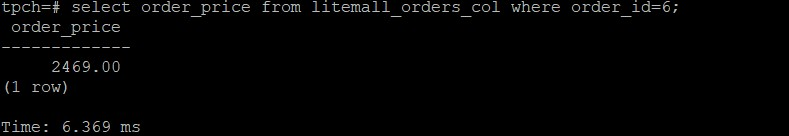 tpch=# select order_price from litemall_orders_col where order_id=6;
 order_price
-------------
     2469.00
(1 row)

Time: 6.369 ms